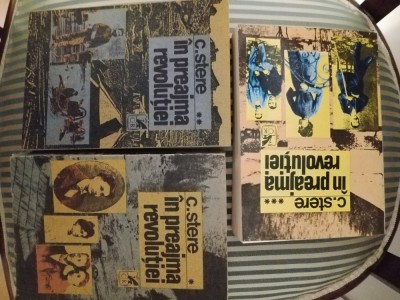 c. stere
în preajma
revoluției
**
c. stere
în preajma
revoluției
*
c. stere
în preajma
revoluției
***